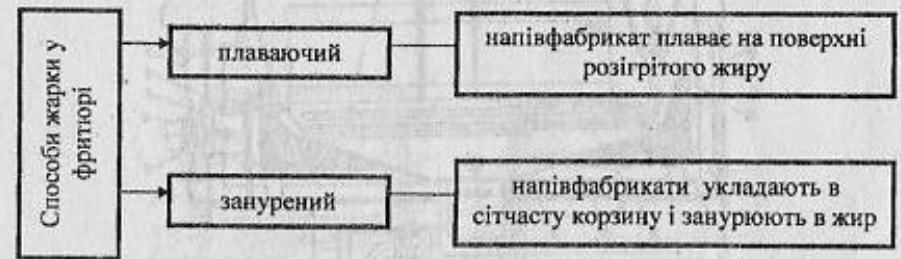 Способи жарки у
фритюрі
плаваючий
напівфабрикат плаває на поверхні
розігрітого жиру
занурений
напівфабрикати укладають в
сітчасту корзину і занурюють в жир